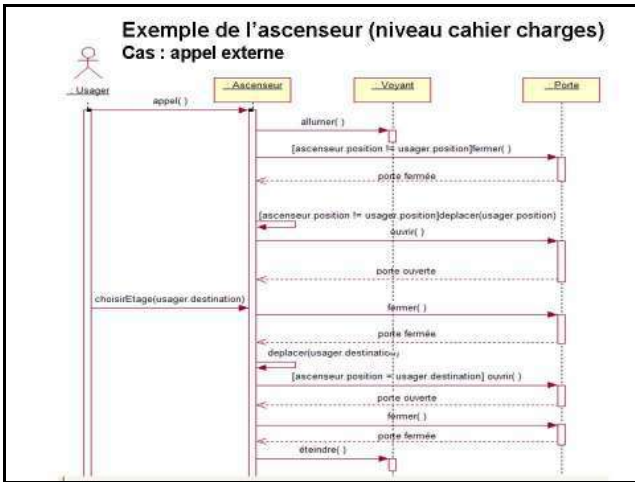 Exemple de l'ascenseur (niveau cahier charges)
Cas : appel externe
: Usager
: Ascenseur
: Voyant
: Porte
appel( )
allumer( )
[ascenseur.position != usager.position]fermer( )
porte fermée
[ascenseur.position != usager.position]deplacer(usager.position)
ouvrir( )
porte ouverte
choisirEtage(usager.destination)
fermer( )
porte fermée
deplacer(usager.destination)
[ascenseur.position = usager.destination] ouvrir( )
porte ouverte
fermer( )
porte fermée
éteindre( )